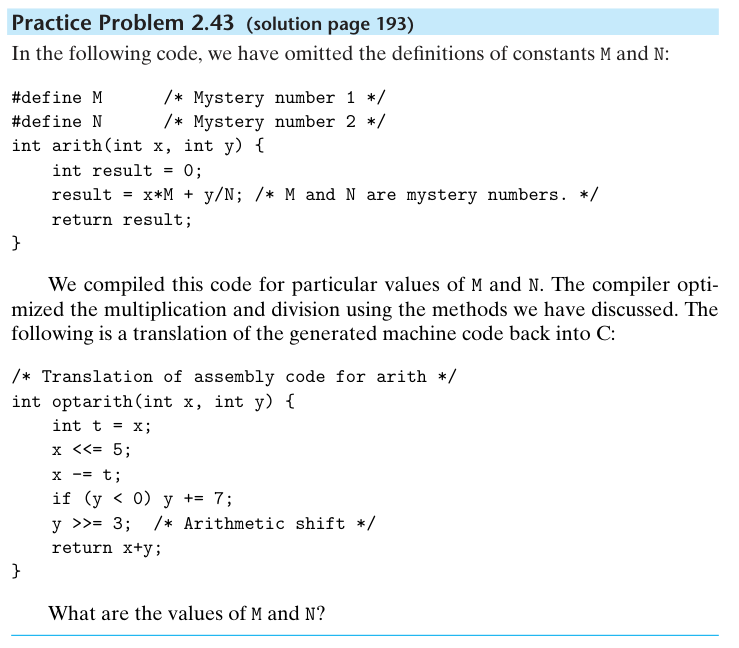 Practice Problem 2.43 (solution page 193)
In the following code, we have omitted the definitions of constants M and N:
#define M      /* Mystery number 1 */
#define N      /* Mystery number 2 */
int arith(int x, int y) {
    int result = 0;
    result = x*M + y/N; /* M and N are mystery numbers. */
    return result;
}
We compiled this code for particular values of M and N. The compiler opti-
mized the multiplication and division using the methods we have discussed. The
following is a translation of the generated machine code back into C:
/* Translation of assembly code for arith */
int optarith(int x, int y) {
    int t = x;
    x <<= 5;
    x -= t;
    if (y < 0) y += 7;
    y >>= 3;  /* Arithmetic shift */
    return x+y;
}
What are the values of M and N?